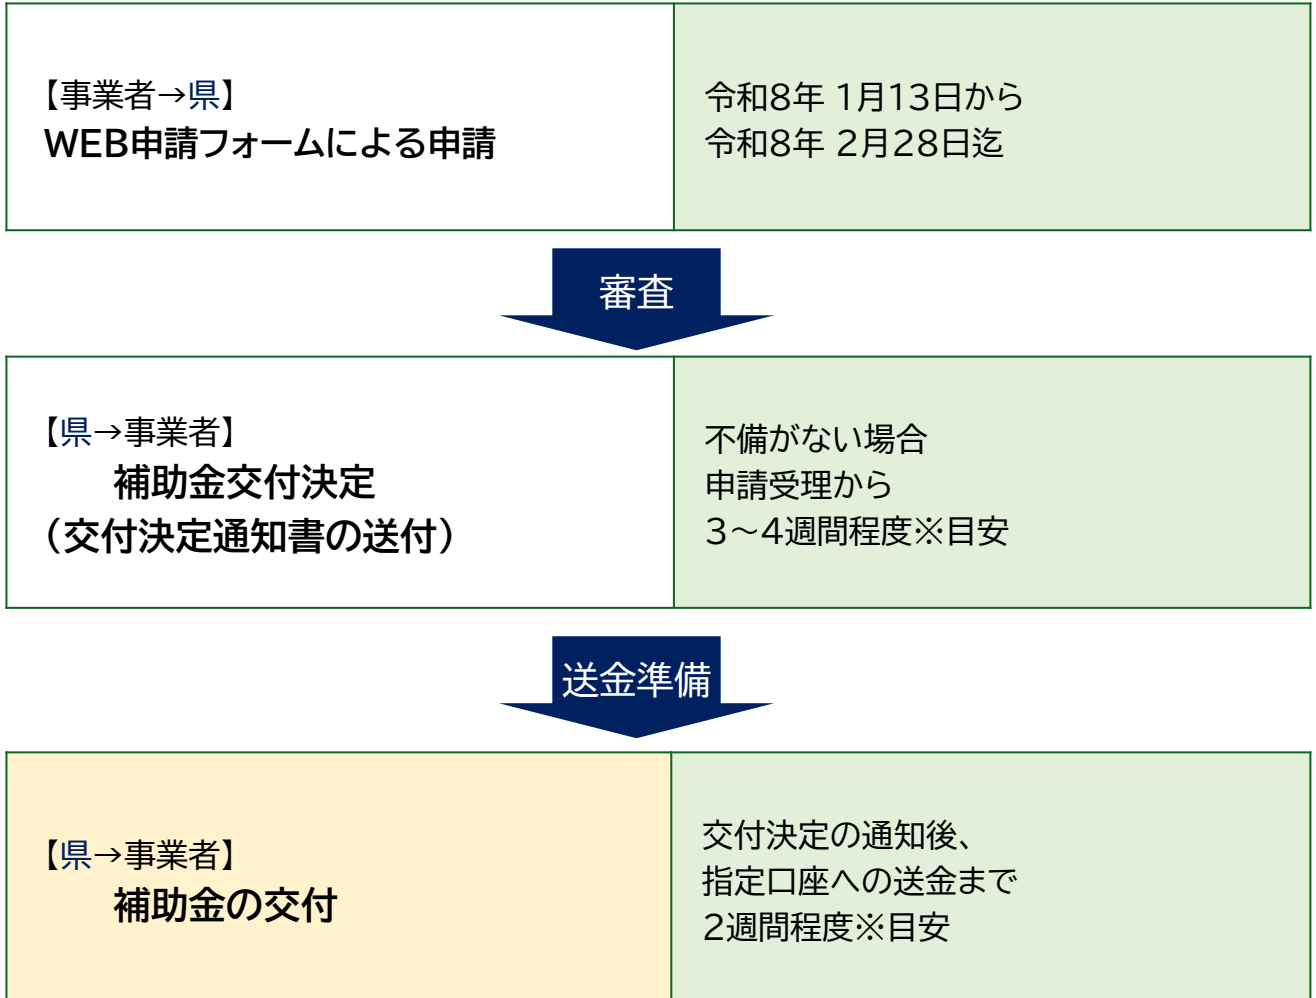 【事業者→県】
WEB申請フォームによる申請
令和8年 1月13日から
令和8年 2月28日迄
審査
【県→事業者】
補助金交付決定
（交付決定通知書の送付）
不備がない場合
申請受理から
3～4週間程度※目安
送金準備
【県→事業者】
補助金の交付
交付決定の通知後、
指定口座への送金まで
2週間程度※目安